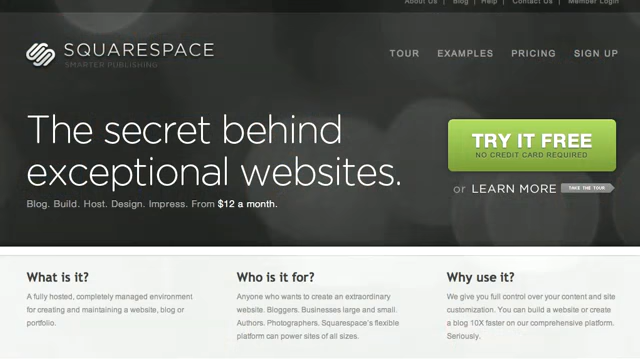 About Us | Blog | Help | Contact Us | Member Login
SQUARESPACE
SMARTER PUBLISHING
TOUR EXAMPLES PRICING SIGN UP
The secret behind
exceptional websites.
Blog. Build. Host. Design. Impress. From $12 a month.
TRY IT FREE
NO CREDIT CARD REQUIRED
or LEARN MORE TAKE THE TOUR
What is it?
A fully hosted, completely managed environment
for creating and maintaining a website, blog or
portfolio.
Who is it for?
Anyone who wants to create an extraordinary
website. Bloggers. Businesses large and small
Authors. Photographers. Squarespace's flexible
platform can power sites of all sizes.
Why use it?
We give you full control over your content and site
customization. You can build a website or create
a blog 10X faster on our comprehensive platform.
Seriously.